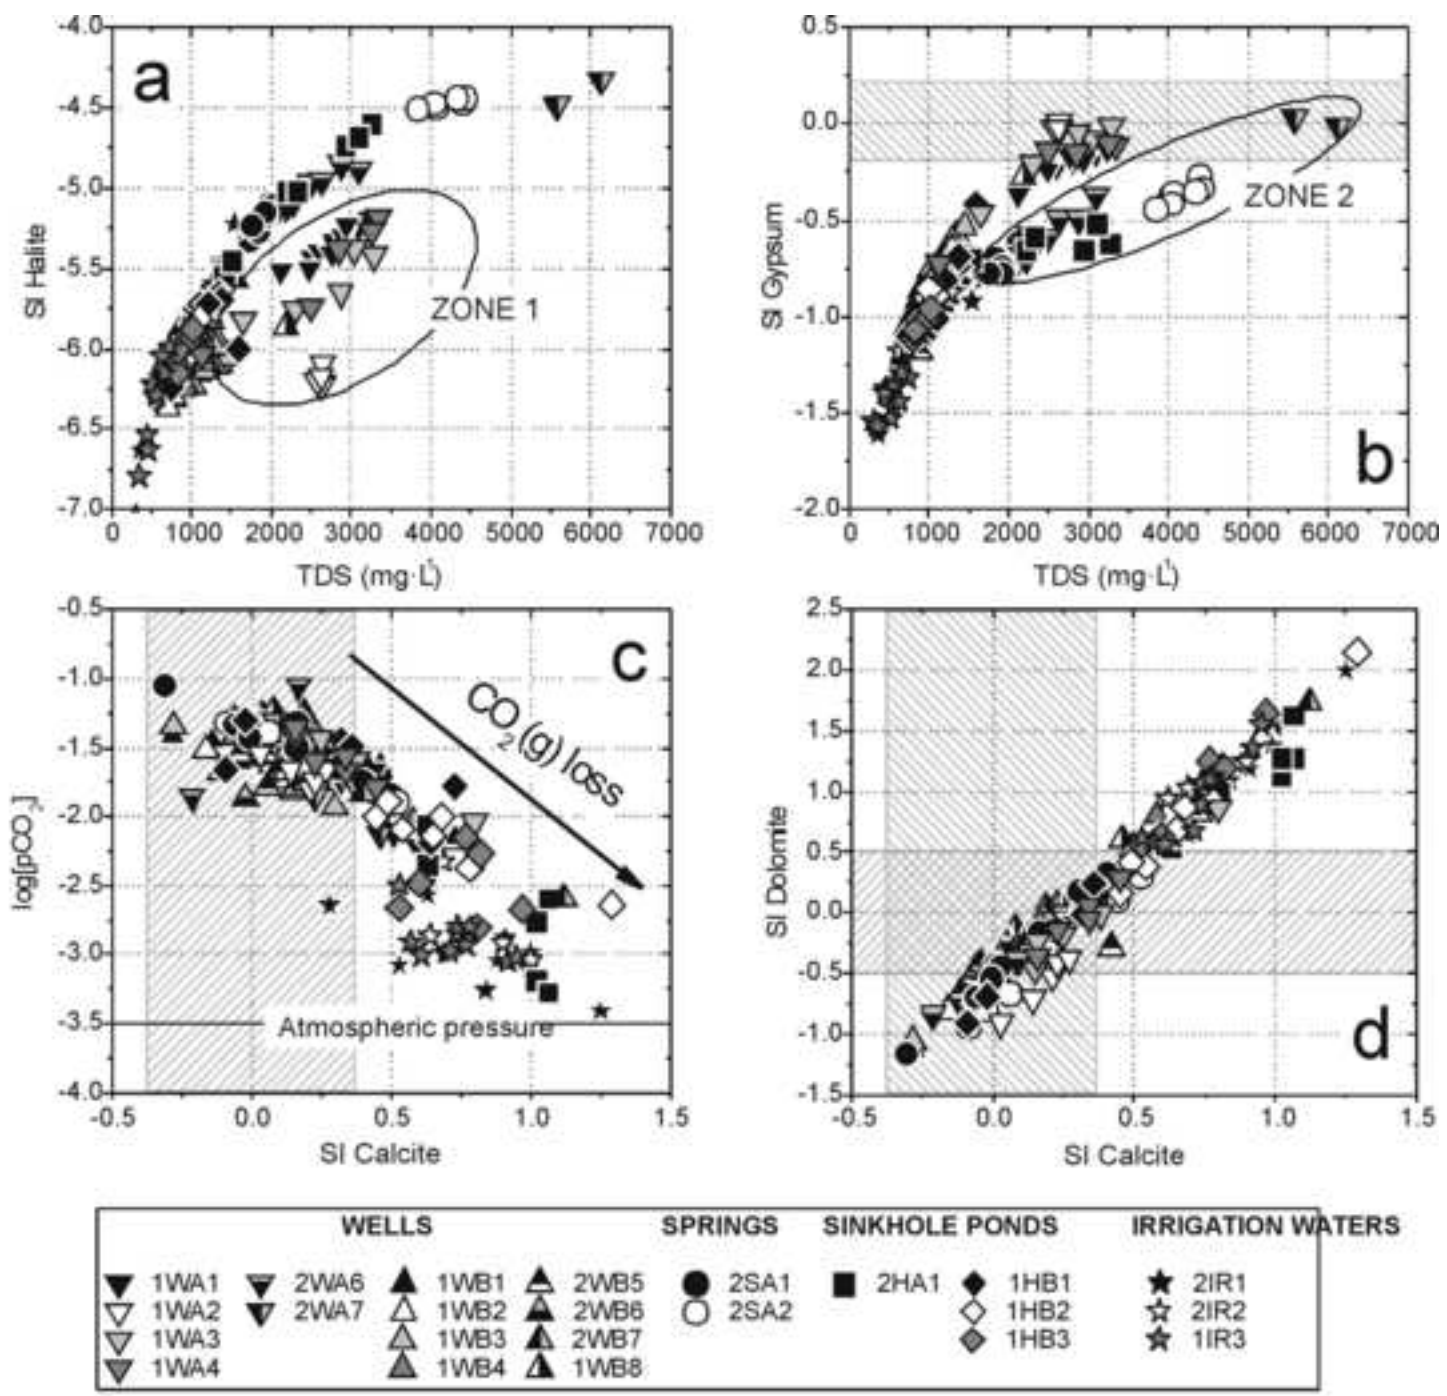 a
-4.0
-4.5
-5.0
-5.5
-6.0
-6.5
-7.0
SI Halite
ZONE 1
0 1000 2000 3000 4000 5000 6000 7000
TDS (mg·L⁻¹)
b
0.5
0.0
-0.5
-1.0
-1.5
-2.0
SI Gypsum
ZONE 2
0 1000 2000 3000 4000 5000 6000 7000
TDS (mg·L⁻¹)
c
-0.5
-1.0
-1.5
-2.0
-2.5
-3.0
-3.5
-4.0
log[pCO₂]
CO₂(g) loss
Atmospheric pressure
-0.5 0.0 0.5 1.0 1.5
SI Calcite
d
2.5
2.0
1.5
1.0
0.5
0.0
-0.5
-1.0
-1.5
SI Dolomite
-0.5 0.0 0.5 1.0 1.5
SI Calcite
WELLS SPRINGS SINKHOLE PONDS IRRIGATION WATERS
1WA1 2WA6 1WB1 2WB5 2SA1 2HA1 1HB1 2IR1
1WA2 2WA7 1WB2 2WB6 2SA2 1HB2 2IR2
1WA3 1WB3 2WB7 1HB3 1IR3
1WA4 1WB4 1WB8